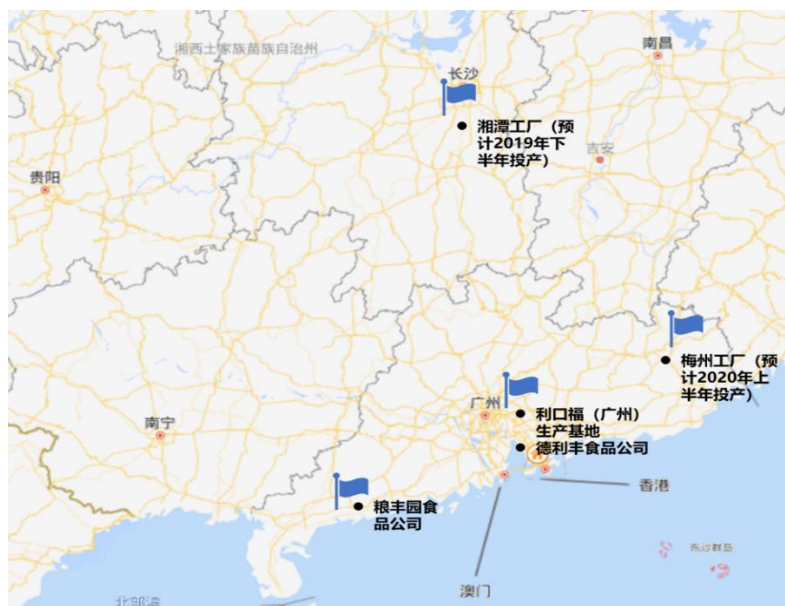 湘西土家族苗族自治州
南昌
长沙
湘潭工厂（预
计2019年下
半年投产）
吉安
贵阳
梅州工厂（预
计2020年上
半年投产）
广州
利口福（广州）
生产基地
南宁
德利丰食品公司
香港
粮丰园食
品公司
东沙群岛
澳门
北部湾